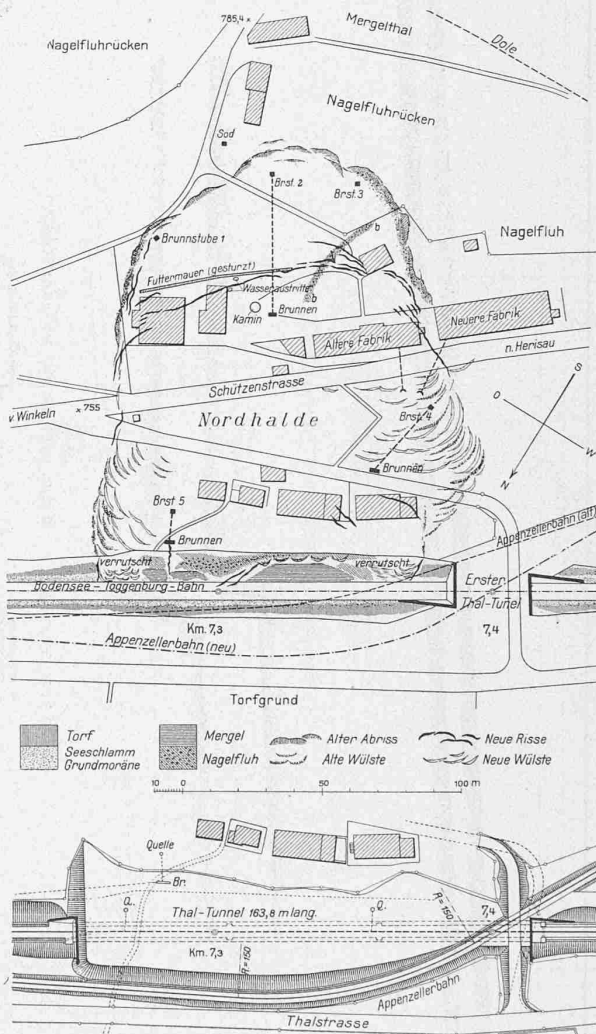 785,4 ×
Mergelthal
Dole
Nagelfluhrücken
Nagelfluhrücken
Sod
Brst. 2
Brst. 3
b
Nagelfluh
Brunnstube 1
Futtermauer (gestürzt)
Wasseraustritte
b
Kamin
Brunnen
Ältere Fabrik
Neuere Fabrik
n. Herisau
Schützenstrasse
S
v. Winkeln
× 755
Nordhalde
Brst. 4
O
W
N
Brunnen
Brst 5
Brunnen
Appenzellerbahn (alt)
verrutscht
verrutscht
Erster
Bodensee-Toggenburg-Bahn
Thal-Tunnel
Km. 7,3
7,4
Appenzellerbahn (neu)
Torfgrund
Torf
Mergel
Alter Abriss
Neue Risse
Seeschlamm
Grundmoräne
Nagelfluh
Alte Wülste
Neue Wülste
10 0 50 100 m
Quelle
Br.
Q.
Q.
Thal-Tunnel 163,8 m lang.
R=150
7,4
Km. 7,3
R=150
Appenzellerbahn
Thalstrasse